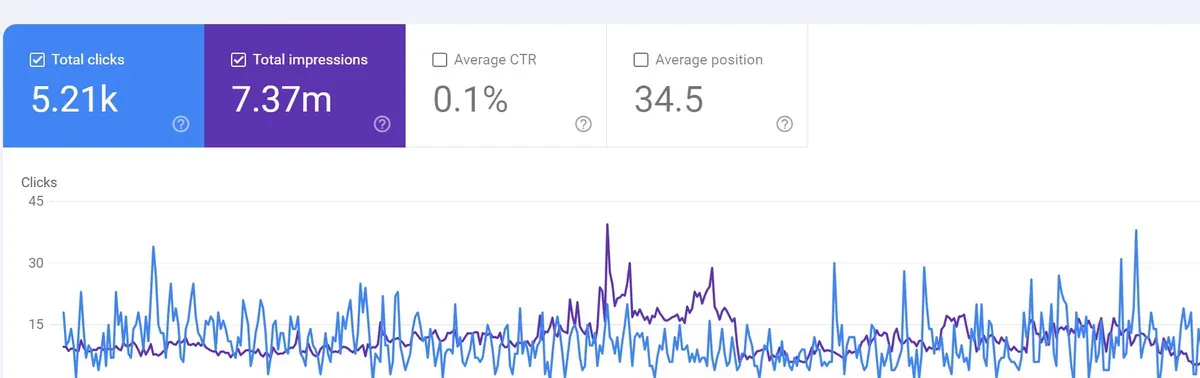 Total clicks
5.21k
Total impressions
7.37m
Average CTR
0.1%
Average position
34.5
Clicks
45
30
15